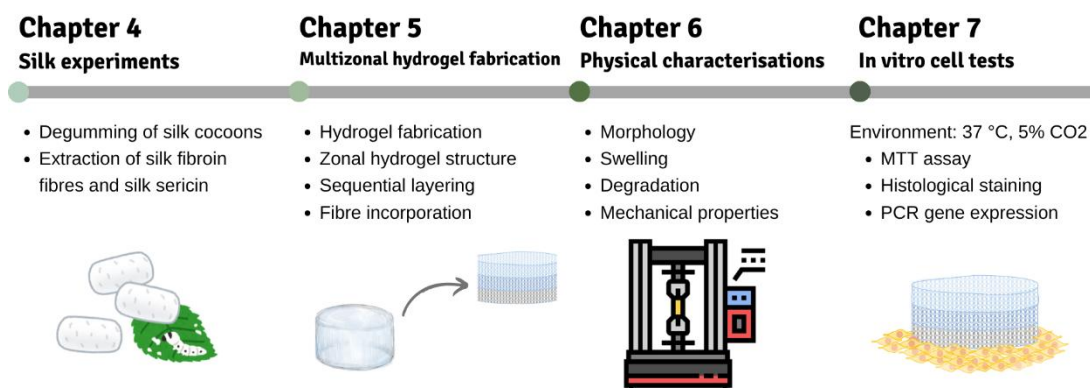 Chapter 4
Silk experiments
• Degumming of silk cocoons
• Extraction of silk fibroin
fibres and silk sericin
Chapter 5
Multizonal hydrogel fabrication
• Hydrogel fabrication
• Zonal hydrogel structure
• Sequential layering
• Fibre incorporation
Chapter 6
Physical characterisations
• Morphology
• Swelling
• Degradation
• Mechanical properties
Chapter 7
In vitro cell tests
Environment: 37 °C, 5% CO2
• MTT assay
• Histological staining
• PCR gene expression